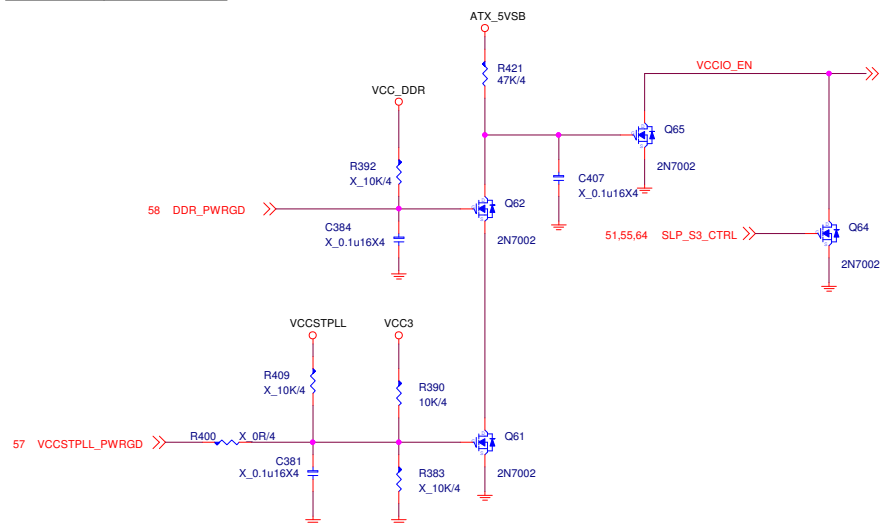 ATX_5VSB
R421
47K/4
VCCIO_EN
VCC_DDR
Q65
2N7002
R392
X_10K/4
C407
X_0.1u16X4
58 DDR_PWRGD
Q62
2N7002
C384
X_0.1u16X4
51,55,64 SLP_S3_CTRL
Q64
2N7002
VCCSTPLL
VCC3
R409
X_10K/4
R390
10K/4
57 VCCSTPLL_PWRGD
R400 X_0R/4
Q61
2N7002
C381
X_0.1u16X4
R383
X_10K/4